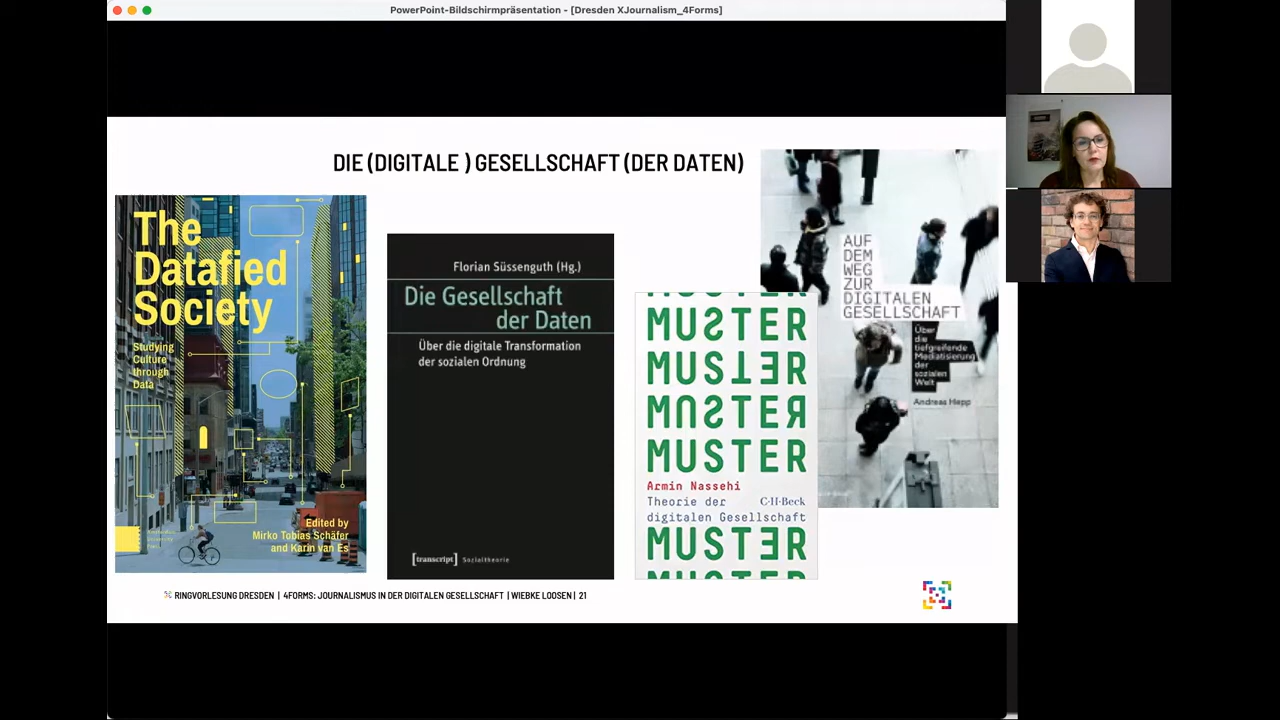 PowerPoint-Bildschirmpräsentation - [Dresden XJournalism_4Forms]
DIE (DIGITALE ) GESELLSCHAFT (DER DATEN)
The
Datafied
Society
Studying
Culture
through
Data
Edited by
Mirko Tobias Schäfer
and Karin van Es
Florian Süssenguth (Hg.)
Die Gesellschaft
der Daten
Über die digitale Transformation
der sozialen Ordnung
[transcript] Sozialtheorie
MUSTER
MUSTER
MUSTER
MUSTER
MUSTER
Armin Nassehi
Theorie der
C·H·Beck
digitalen Gesellschaft
MUSTER
MUSTER
AUF
DEM
WEG
ZUR
DIGITALEN
GESELLSCHAFT
Über
die
tiefgreifende
Mediatisierung
der
sozialen
Welt
Andreas Hepp
RINGVORLESUNG DRESDEN | 4FORMS: JOURNALISMUS IN DER DIGITALEN GESELLSCHAFT | WIEBKE LOOSEN | 21